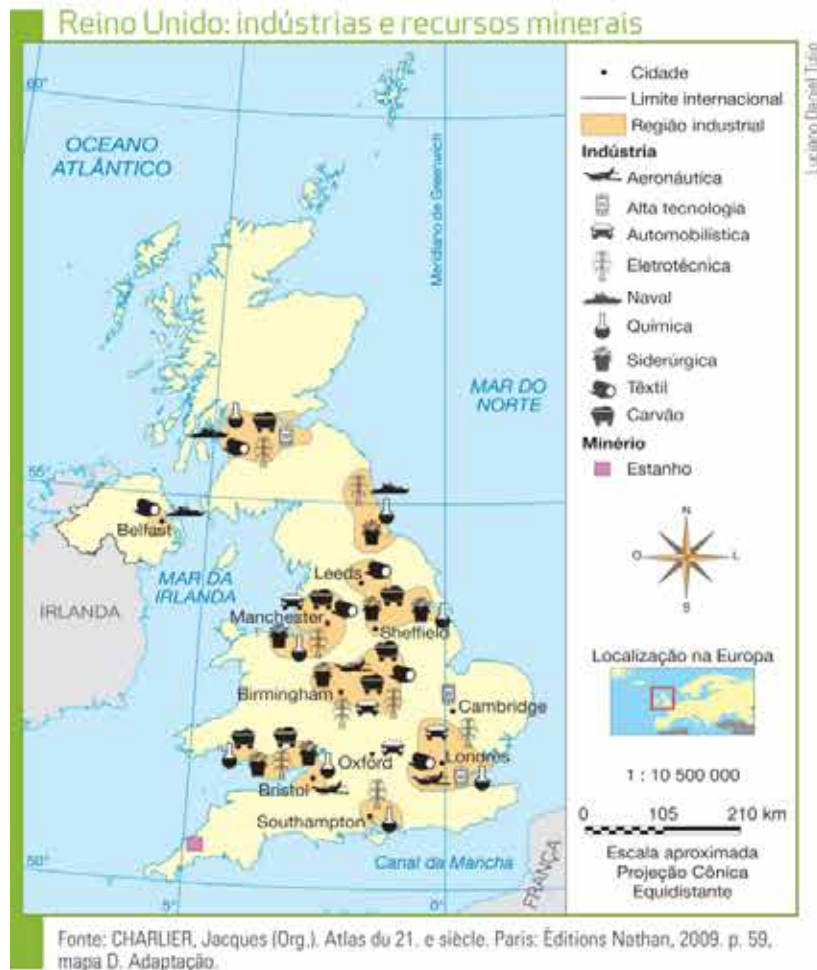 Reino Unido: indústrias e recursos minerais
Luciano Daniel Tulio
60°
OCEANO
ATLÂNTICO
Meridiano de Greenwich
MAR DO
NORTE
55°
Belfast
MAR DA
IRLANDA
IRLANDA
Leeds
Manchester
Sheffield
Birmingham
Cambridge
Oxford
Londres
Bristol
Southampton
50°
Canal da Mancha
FRANÇA
5°
0°
Cidade
Limite internacional
Região industrial
Indústria
Aeronáutica
Alta tecnologia
Automobilística
Eletrotécnica
Naval
Química
Siderúrgica
Têxtil
Carvão
Minério
Estanho
N
O
L
S
Localização na Europa
1 : 10 500 000
0 105 210 km
Escala aproximada
Projeção Cônica
Equidistante
Fonte: CHARLIER, Jacques (Org.). Atlas du 21. e siècle. Paris: Éditions Nathan, 2009. p. 59,
mapa D. Adaptação.